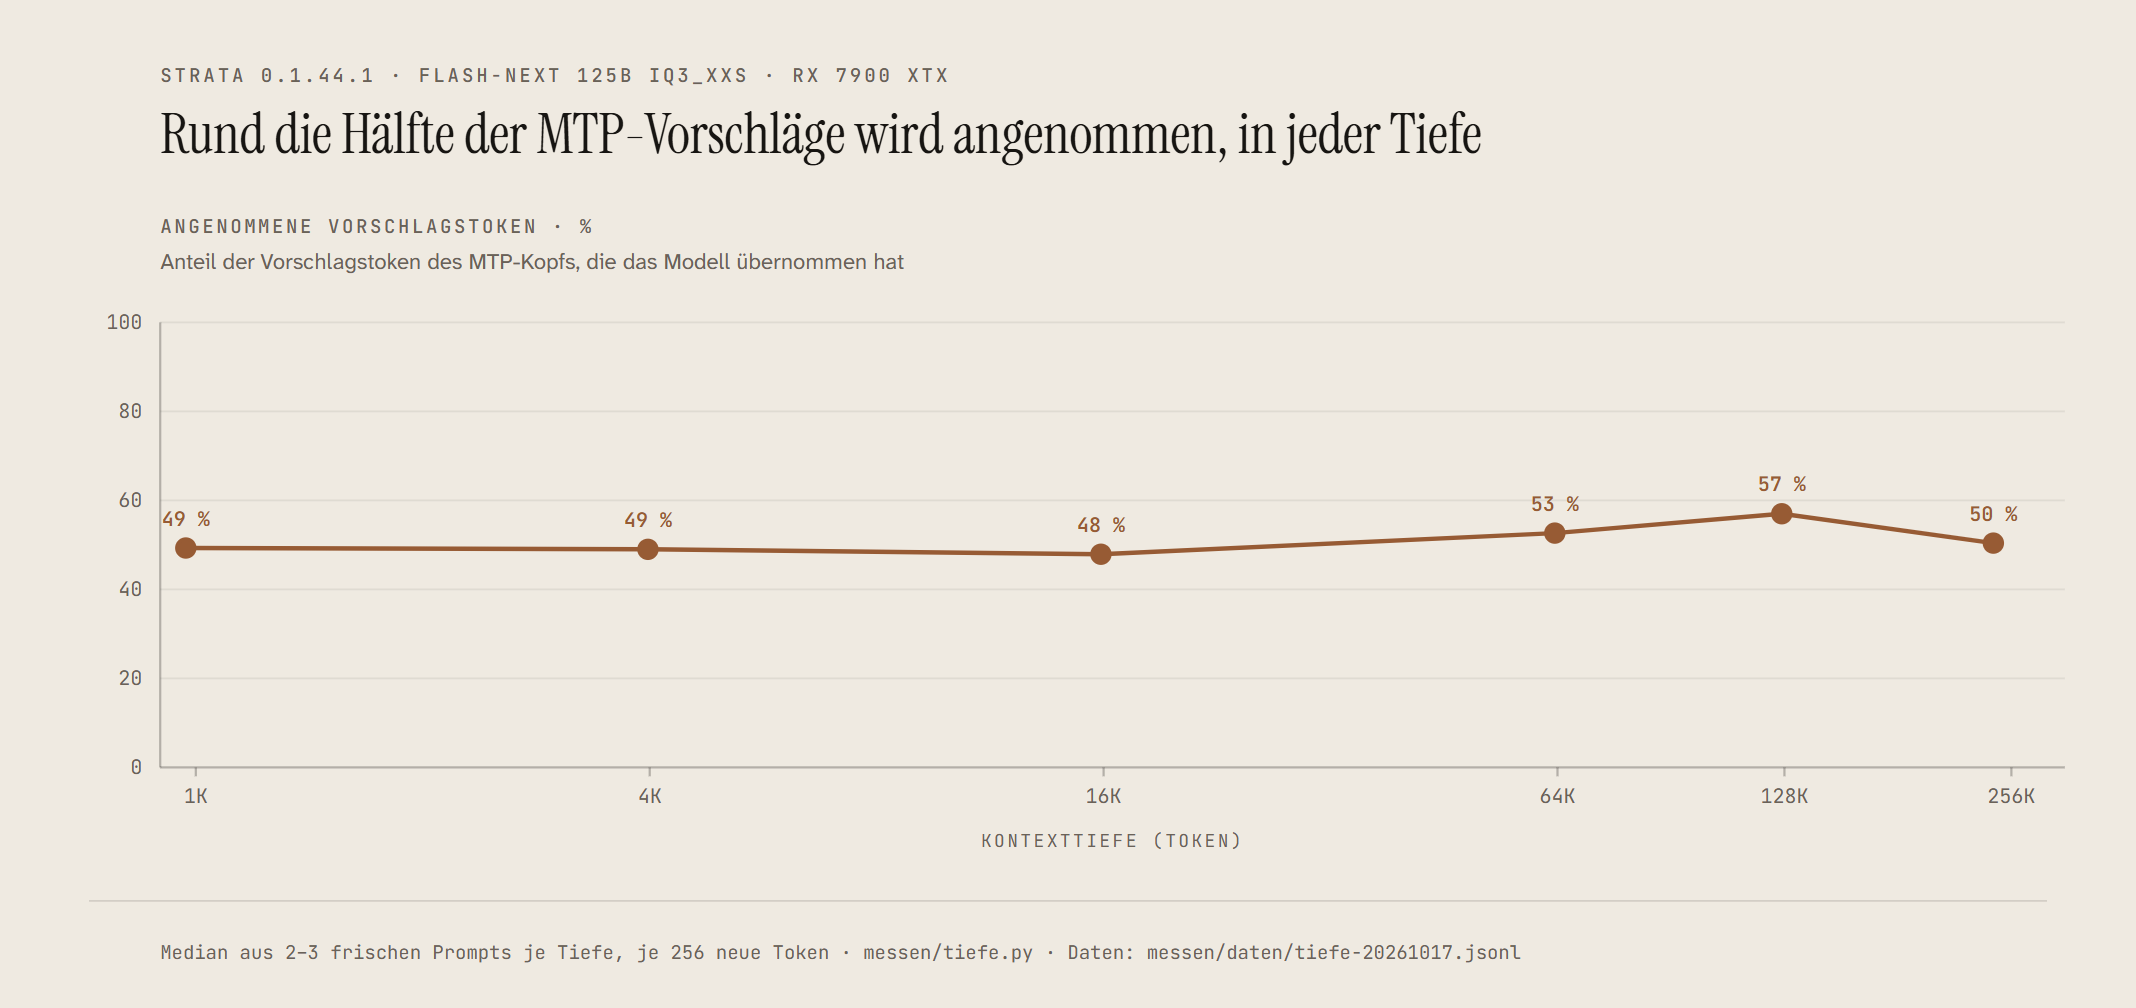 STRATA 0.1.44.1 · FLASH-NEXT 125B IQ3_XXS · RX 7900 XTX
Rund die Hälfte der MTP-Vorschläge wird angenommen, in jeder Tiefe
ANGENOMMENE VORSCHLAGSTOKEN · %
Anteil der Vorschlagstoken des MTP-Kopfs, die das Modell übernommen hat
100
80
60
40
20
0
49 %
49 %
48 %
53 %
57 %
50 %
1K
4K
16K
64K
128K
256K
KONTEXTTIEFE (TOKEN)
Median aus 2–3 frischen Prompts je Tiefe, je 256 neue Token · messen/tiefe.py · Daten: messen/daten/tiefe-20261017.jsonl